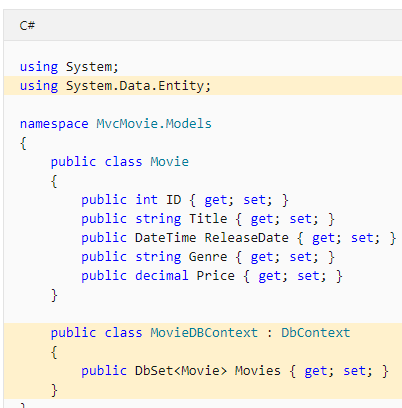 C#
using System;
using System.Data.Entity;
namespace MvcMovie.Models
{
    public class Movie
    {
        public int ID { get; set; }
        public string Title { get; set; }
        public DateTime ReleaseDate { get; set; }
        public string Genre { get; set; }
        public decimal Price { get; set; }
    }
    public class MovieDBContext : DbContext
    {
        public DbSet<Movie> Movies { get; set; }
    }
}